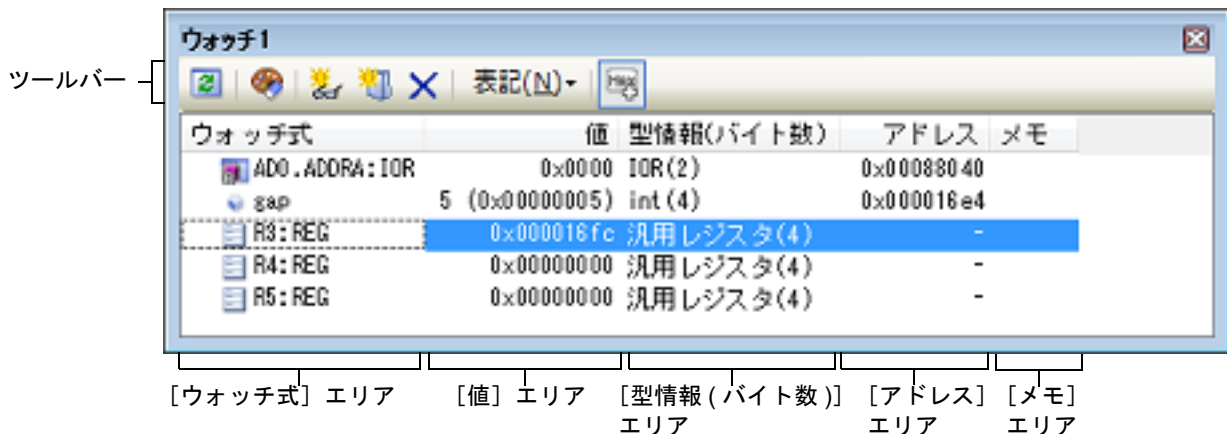 ウォッチ1
ツールバー
表記(N)
Hex
ウォッチ式 値 型情報(バイト数) アドレス メモ
AD0.ADDRA:IOR 0x0000 IOR(2) 0x00088040
gap 5 (0x00000005) int(4) 0x000016e4
R3:REG 0x000016fc 汎用レジスタ(4) -
R4:REG 0x00000000 汎用レジスタ(4) -
R5:REG 0x00000000 汎用レジスタ(4) -
[ウォッチ式] エリア
[値] エリア
[型情報 ( バイト数 )]
エリア
[アドレス]
エリア
[メモ]
エリア